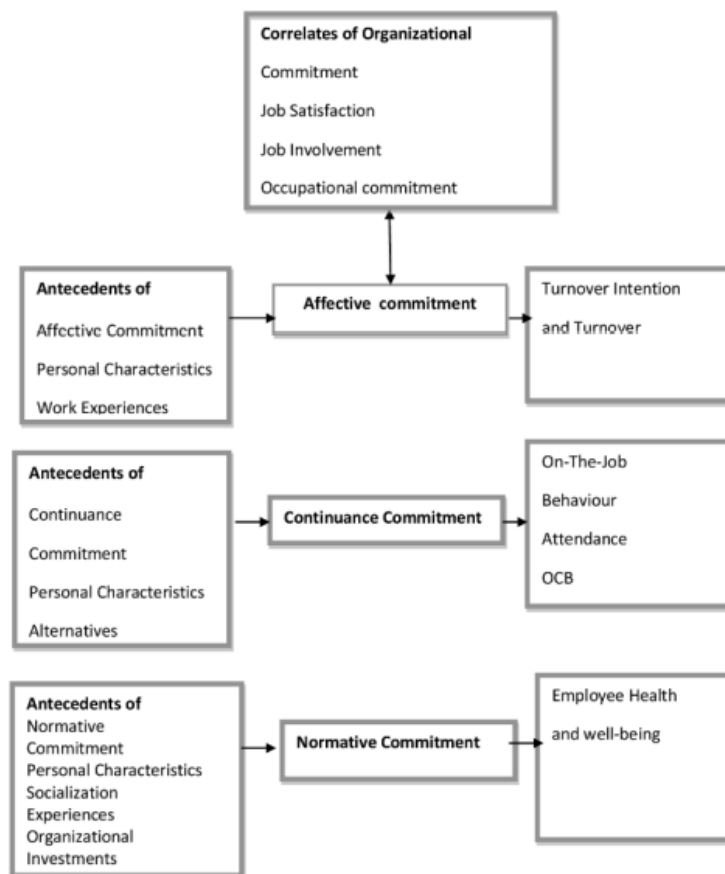 Correlates of Organizational
Commitment
Job Satisfaction
Job Involvement
Occupational commitment
Antecedents of
Affective Commitment
Personal Characteristics
Work Experiences
Affective commitment
Turnover Intention
and Turnover
Antecedents of
Continuance
Commitment
Personal Characteristics
Alternatives
Continuance Commitment
On-The-Job
Behaviour
Attendance
OCB
Antecedents of
Normative
Commitment
Personal Characteristics
Socialization
Experiences
Organizational
Investments
Normative Commitment
Employee Health
and well-being